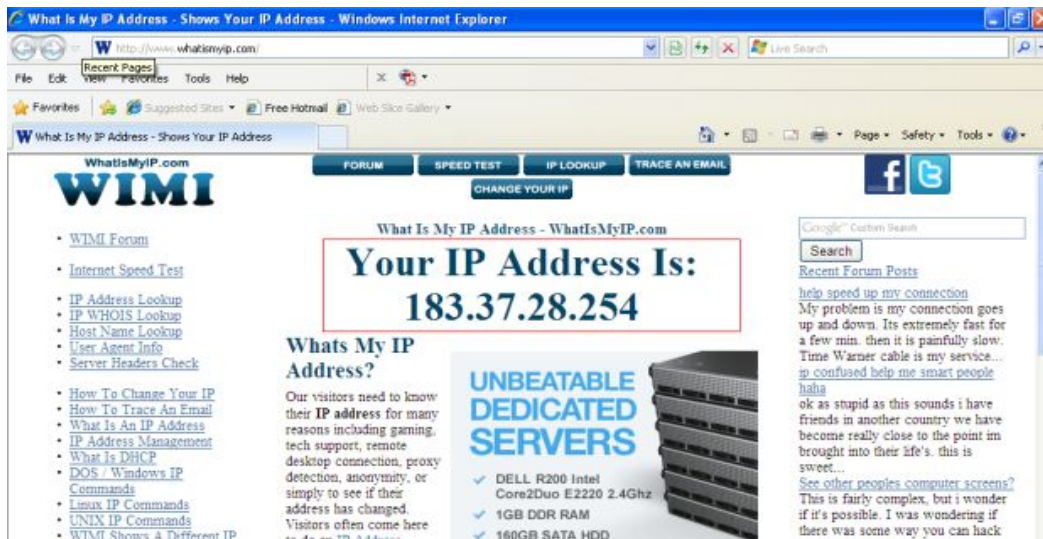 What Is My IP Address - Shows Your IP Address - Windows Internet Explorer
http://www.whatismyip.com/
Live Search
Recent Pages
File Edit View Favorites Tools Help
Favorites Suggested Sites Free Hotmail Web Slice Gallery
What Is My IP Address - Shows Your IP Address
Page Safety Tools
WhatIsMyIP.com
WIMI
FORUM SPEED TEST IP LOOKUP TRACE AN EMAIL
CHANGE YOUR IP
WIMI Forum
Internet Speed Test
IP Address Lookup
IP WHOIS Lookup
Host Name Lookup
User Agent Info
Server Headers Check
How To Change Your IP
How To Trace An Email
What Is An IP Address
IP Address Management
What Is DHCP
DOS / Windows IP
Commands
Linux IP Commands
UNIX IP Commands
WIMI Shows A Different IP
What Is My IP Address - WhatIsMyIP.com
Your IP Address Is:
183.37.28.254
Whats My IP
Address?
Our visitors need to know
their IP address for many
reasons including gaming,
tech support, remote
desktop connection, proxy
detection, anonymity, or
simply to see if their
address has changed.
Visitors often come here
to do an IP Address
UNBEATABLE
DEDICATED
SERVERS
DELL R200 Intel
Core2Duo E2220 2.4Ghz
1GB DDR RAM
160GB SATA HDD
Google™ Custom Search
Search
Recent Forum Posts
help speed up my connection
My problem is my connection goes
up and down. Its extremely fast for
a few min. then it is painfully slow.
Time Warner cable is my service...
ip confused help me smart people
haha
ok as stupid as this sounds i have
friends in another country we have
become really close to the point im
brought into their life's. this is
sweet...
See other peoples computer screens?
This is fairly complex, but i wonder
if it's possible. I was wondering if
there was some way you can hack